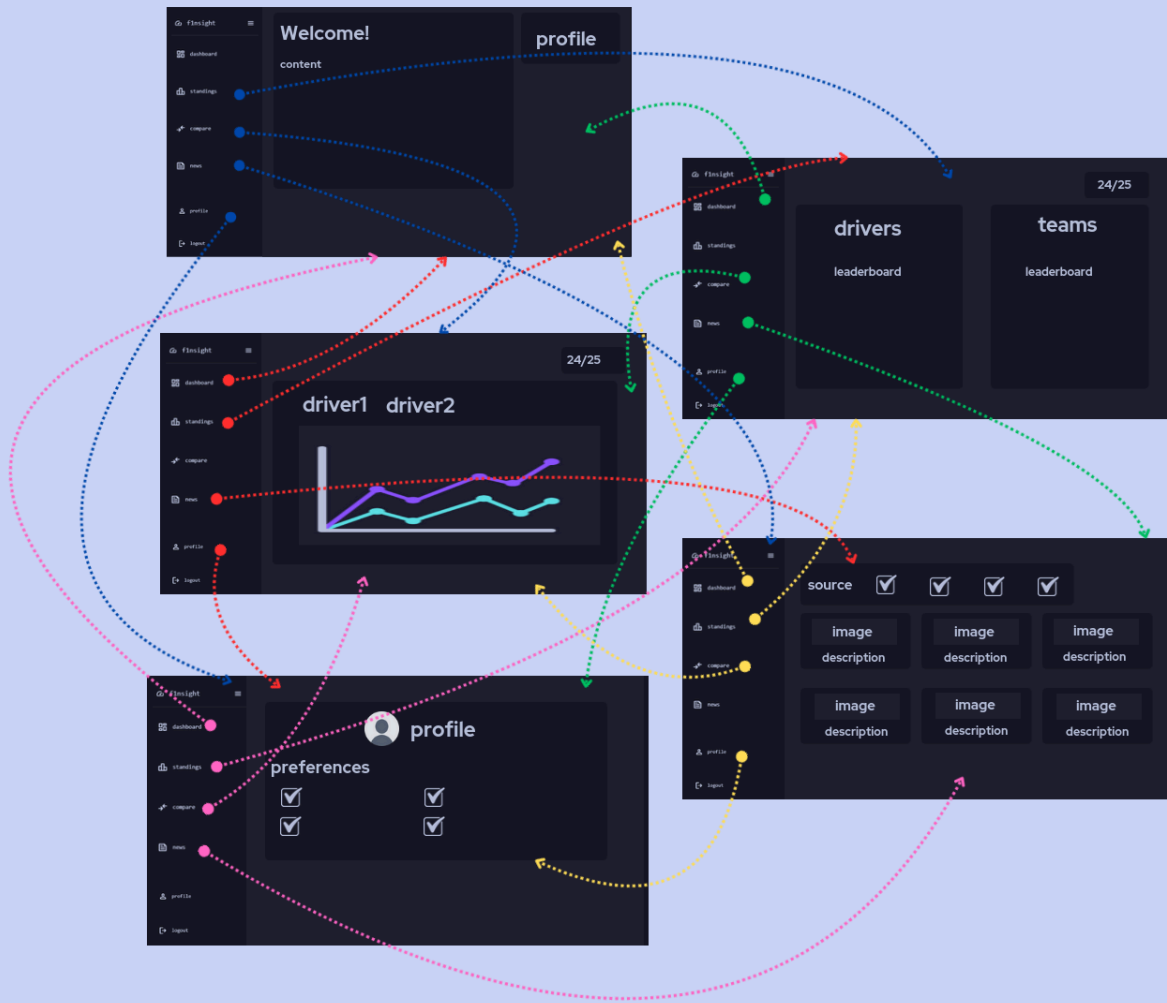 f1nsight
dashboard
standings
compare
news
profile
logout
Welcome!
content
profile
f1nsight
dashboard
standings
compare
news
profile
logout
24/25
drivers
leaderboard
teams
leaderboard
f1nsight
dashboard
standings
compare
news
profile
logout
24/25
driver1 driver2
f1nsight
dashboard
standings
compare
news
profile
logout
source
image
description
image
description
image
description
image
description
image
description
image
description
f1nsight
dashboard
standings
compare
news
profile
logout
profile
preferences